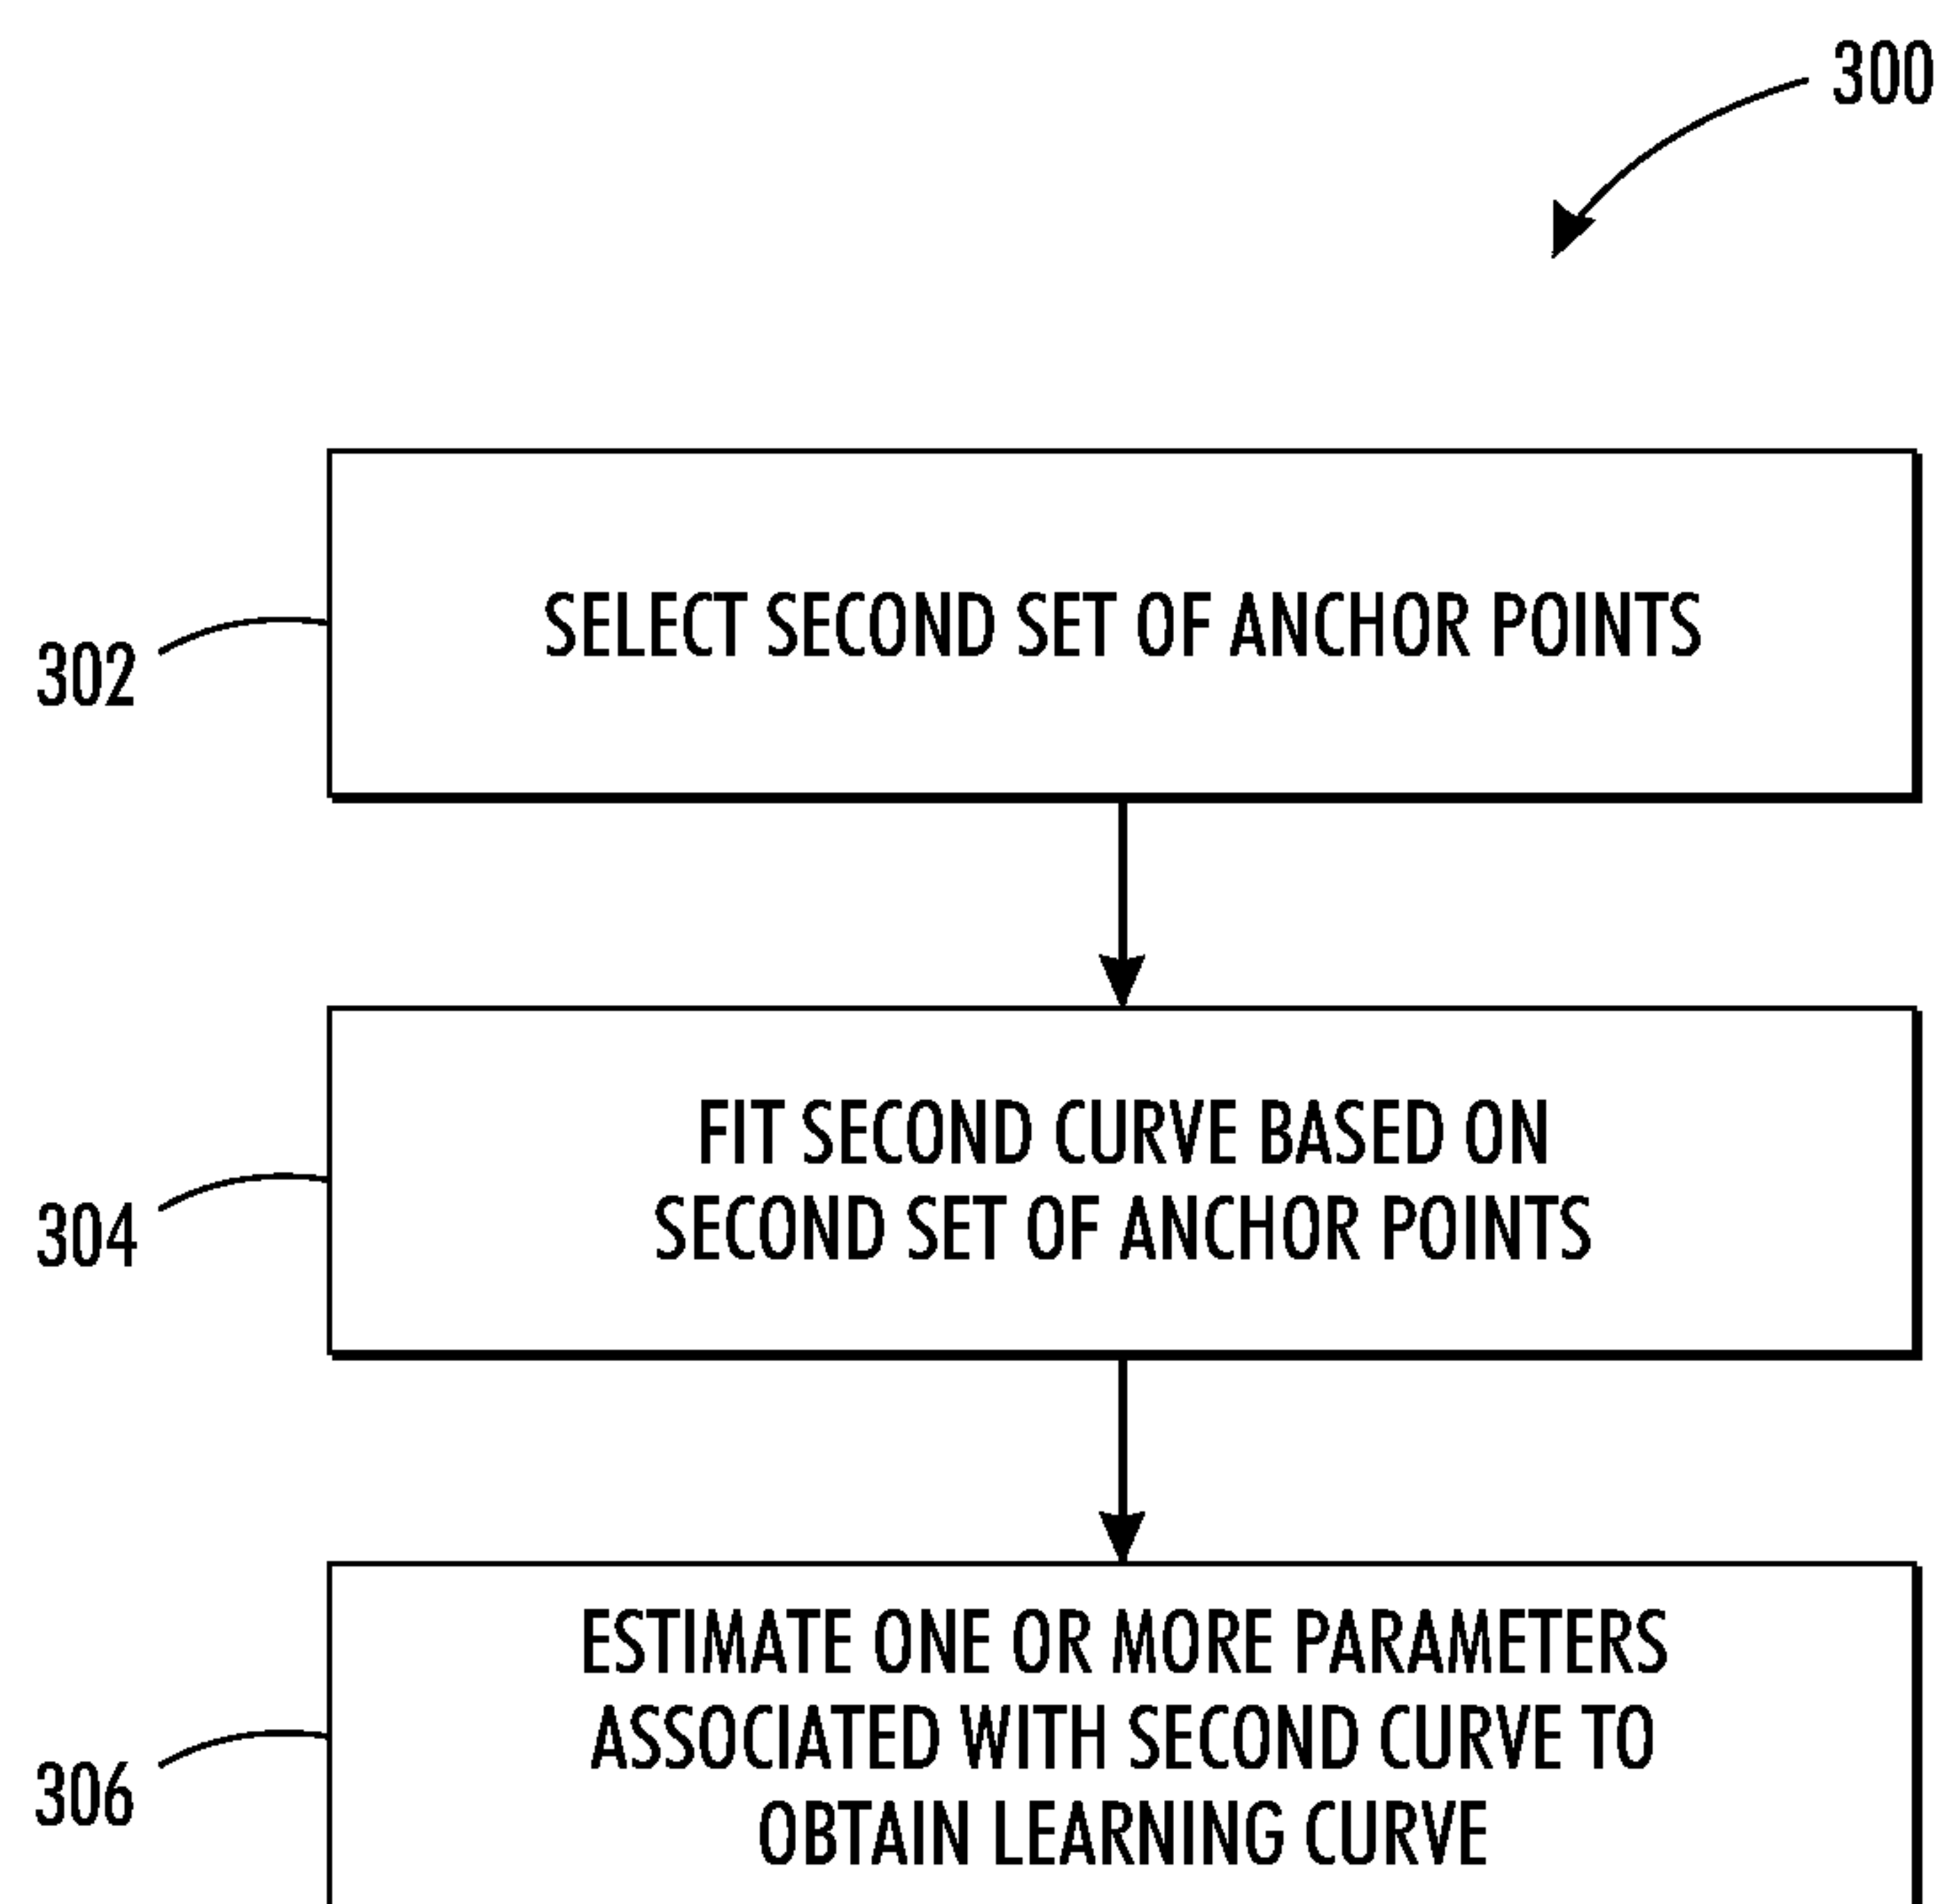 300
SELECT SECOND SET OF ANCHOR POINTS
302
FIT SECOND CURVE BASED ON
SECOND SET OF ANCHOR POINTS
304
ESTIMATE ONE OR MORE PARAMETERS
ASSOCIATED WITH SECOND CURVE TO
OBTAIN LEARNING CURVE
306